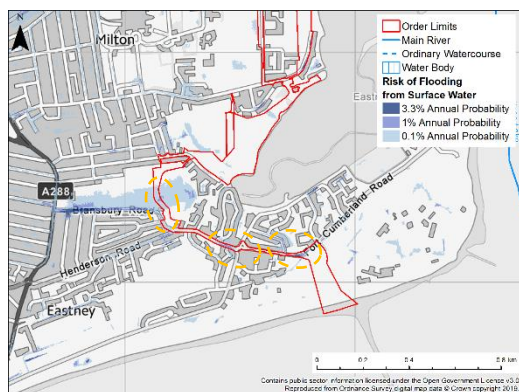 N
Milton
Order Limits
Main River
Ordinary Watercourse
Water Body
Risk of Flooding
from Surface Water
3.3% Annual Probability
1% Annual Probability
0.1% Annual Probability
East
A288
Bransbury Road
Henderson Road
Fort Cumberland Road
Eastney
0 0.2 0.4 0.8 km
Contains public sector information licensed under the Open Government License v3.0
Reproduced from Ordnance Survey digital map data © Crown copyright 2019.